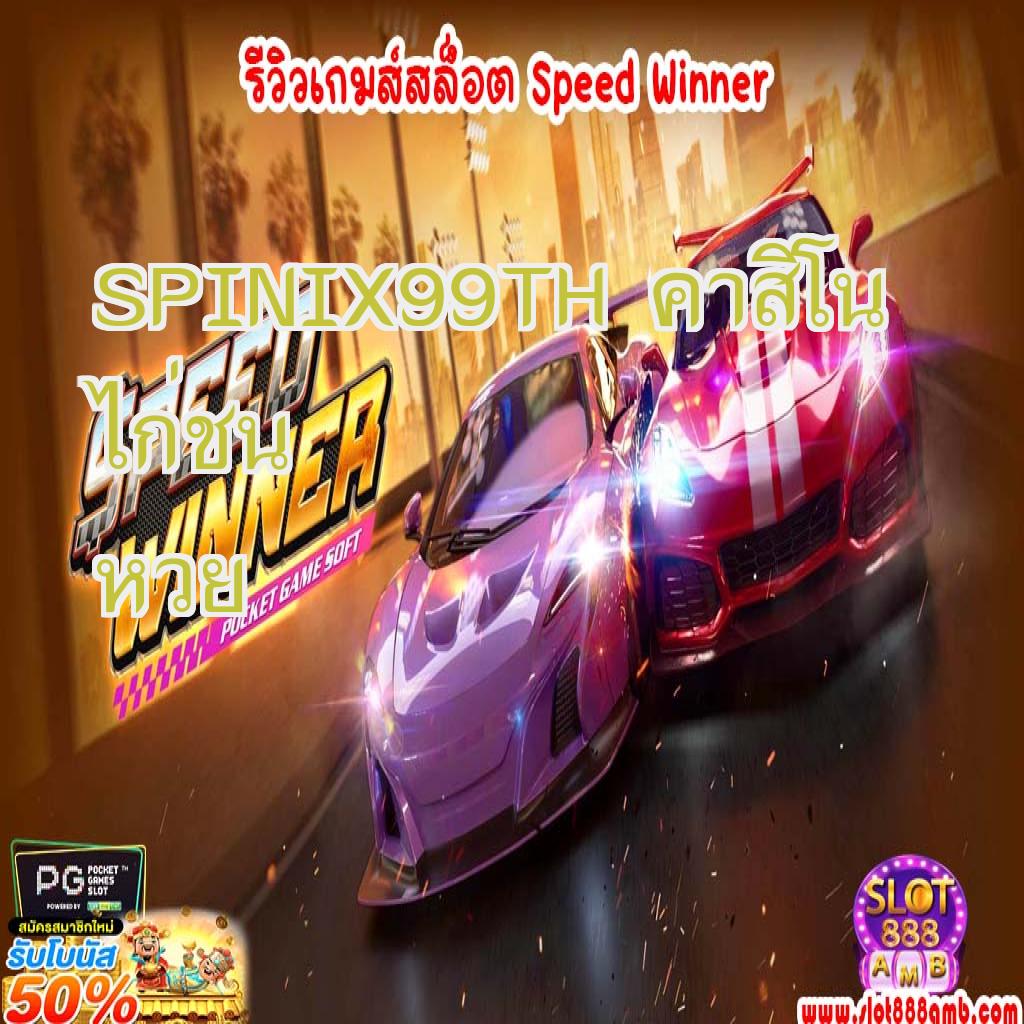 รีวิวเกมส์สล็อต Speed Winner
SPINIX99TH คาสิโน
ไก่ชน
หวย
SPEED
WINNER
POCKET GAME SOFT
PG POCKET GAMES SLOT TH
POWERED BY
สมัครสมาชิกใหม่
รับโบนัส
50%
SLOT
888
AMB
www.slot888amb.com